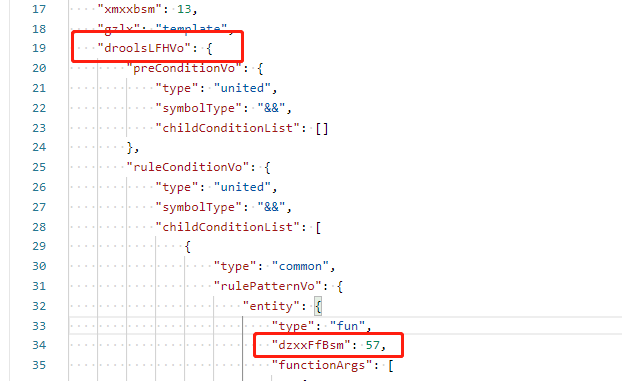 17 "xmxxbsm": 13,
18 "gzlx": "template",
19 "droolsLFHVo": {
20 "preConditionVo": {
21 "type": "united",
22 "symbolType": "&&",
23 "childConditionList": []
24 },
25 "ruleConditionVo": {
26 "type": "united",
27 "symbolType": "&&",
28 "childConditionList": [
29 {
30 "type": "common",
31 "rulePatternVo": {
32 "entity": {
33 "type": "fun",
34 "dzxxFfBsm": 57,
35 "functionArgs": [